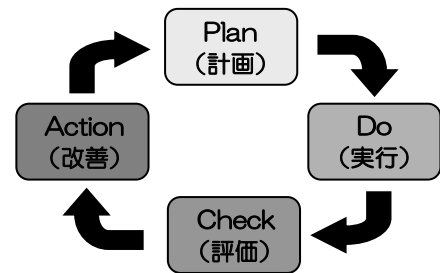 Plan
（計画）
Do
（実行）
Check
（評価）
Action
（改善）